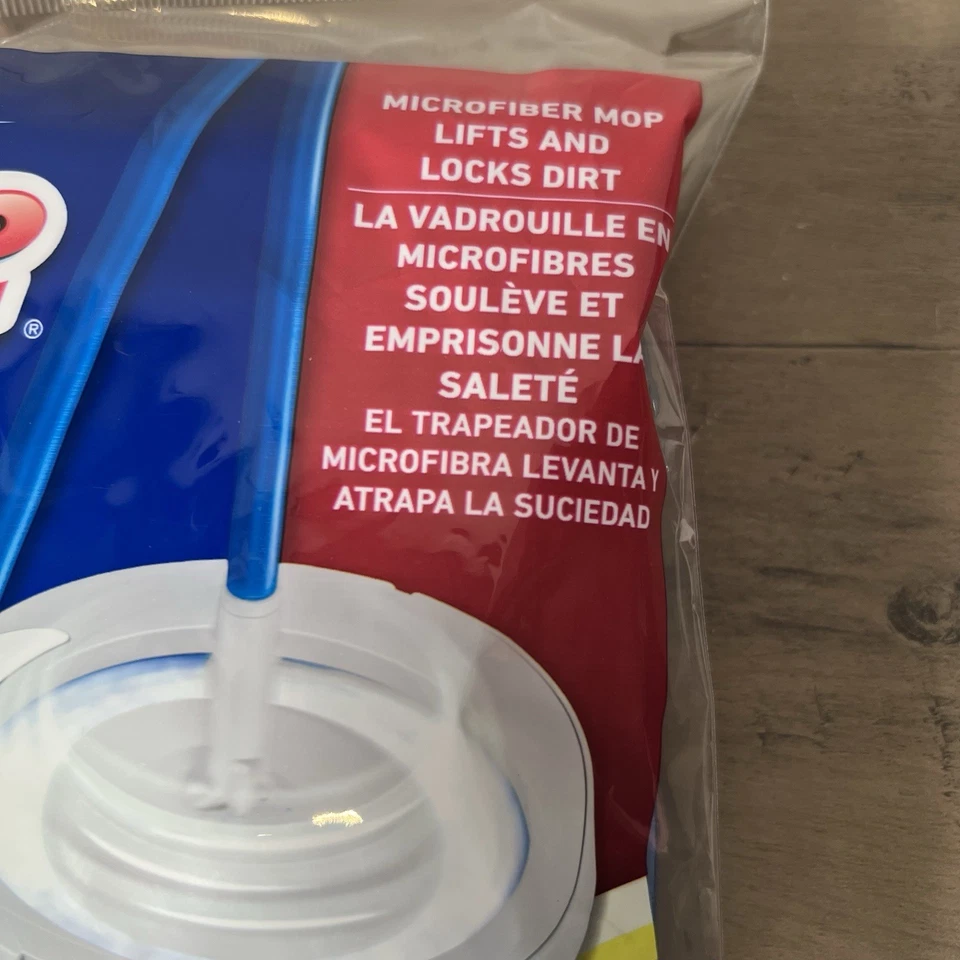 MICROFIBER MOP
LIFTS AND
LOCKS DIRT
LA VADROUILLE EN
MICROFIBRES
SOULÈVE ET
EMPRISONNE LA
SALETÉ
EL TRAPEADOR DE
MICROFIBRA LEVANTA Y
ATRAPA LA SUCIEDAD
®